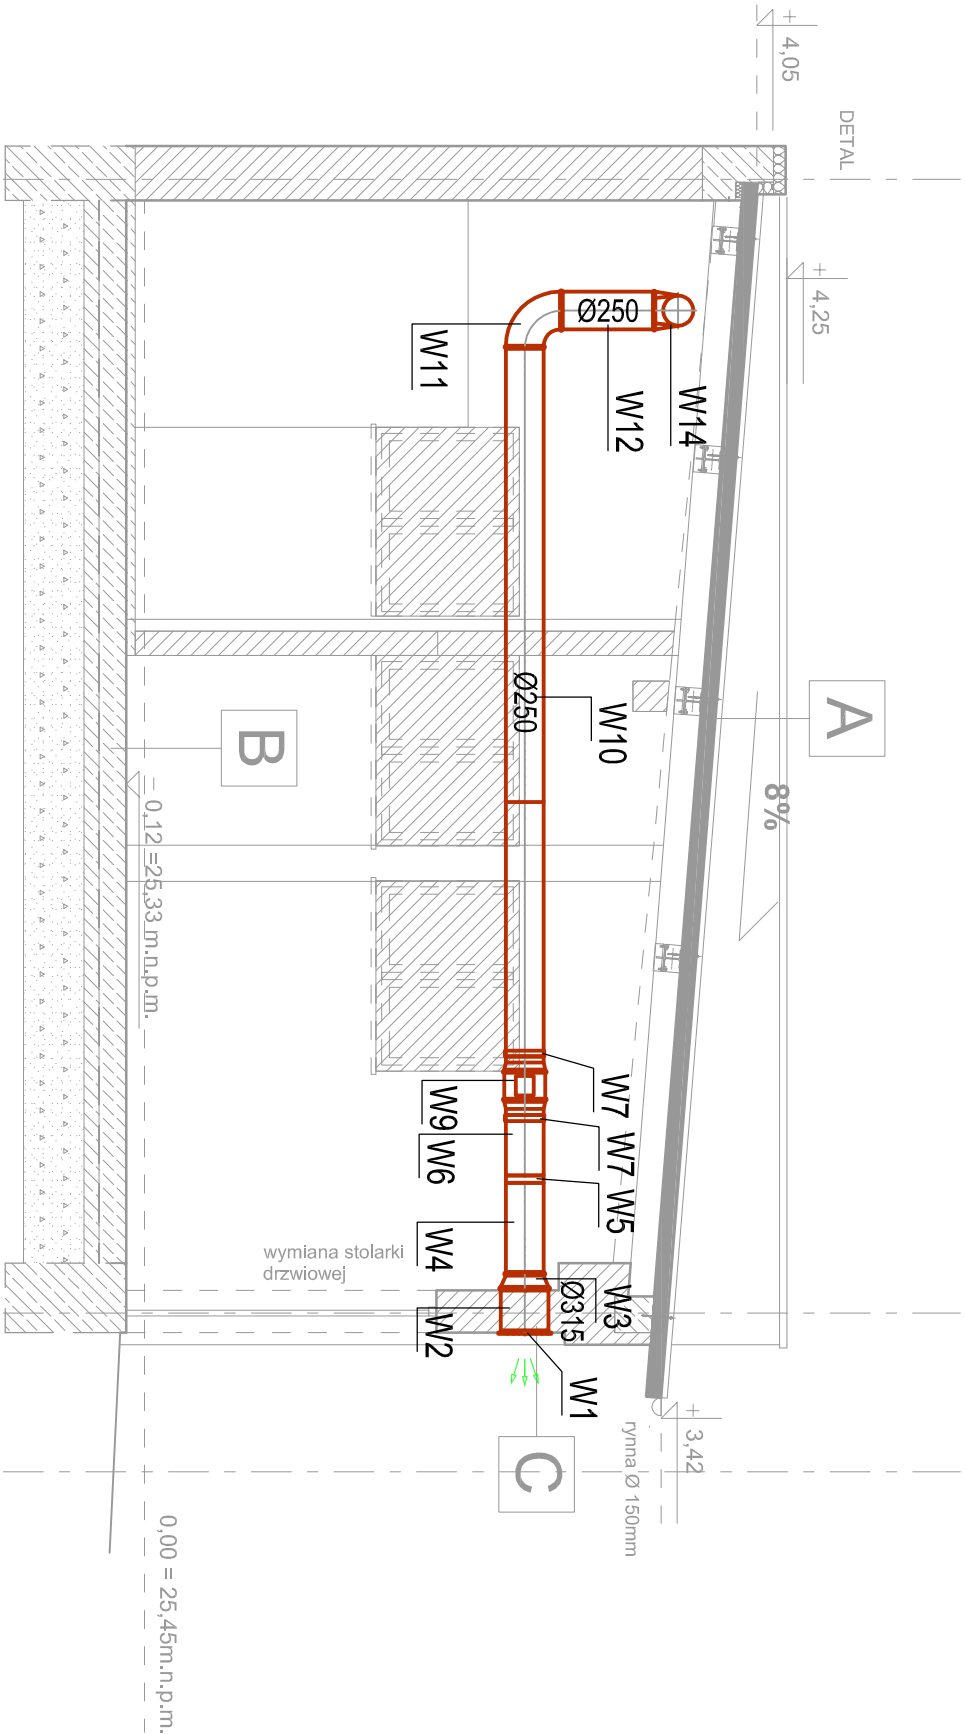 + 4,05
DETAL
+ 4,25
Ø250
W11
W12
W14
Ø250
W10
A
B
8%
- 0,12 =25,33 m.n.p.m.
W7
W9
W7
W6
W5
W4
wymiana stolarki
drzwiowej
W3
Ø315
W2
W1
C
+ 3,42
rynna Ø 150mm
0,00 = 25,45m.n.p.m.